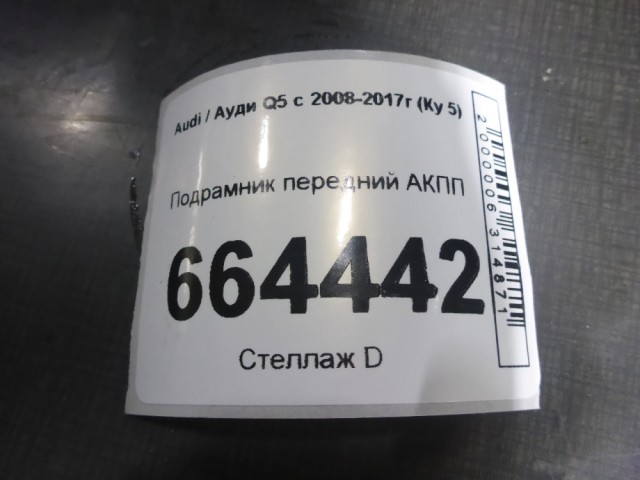 Audi / Ауди Q5 с 2008-2017г (Ку 5)
Подрамник передний АКПП
664442
Стеллаж D
2000006314871